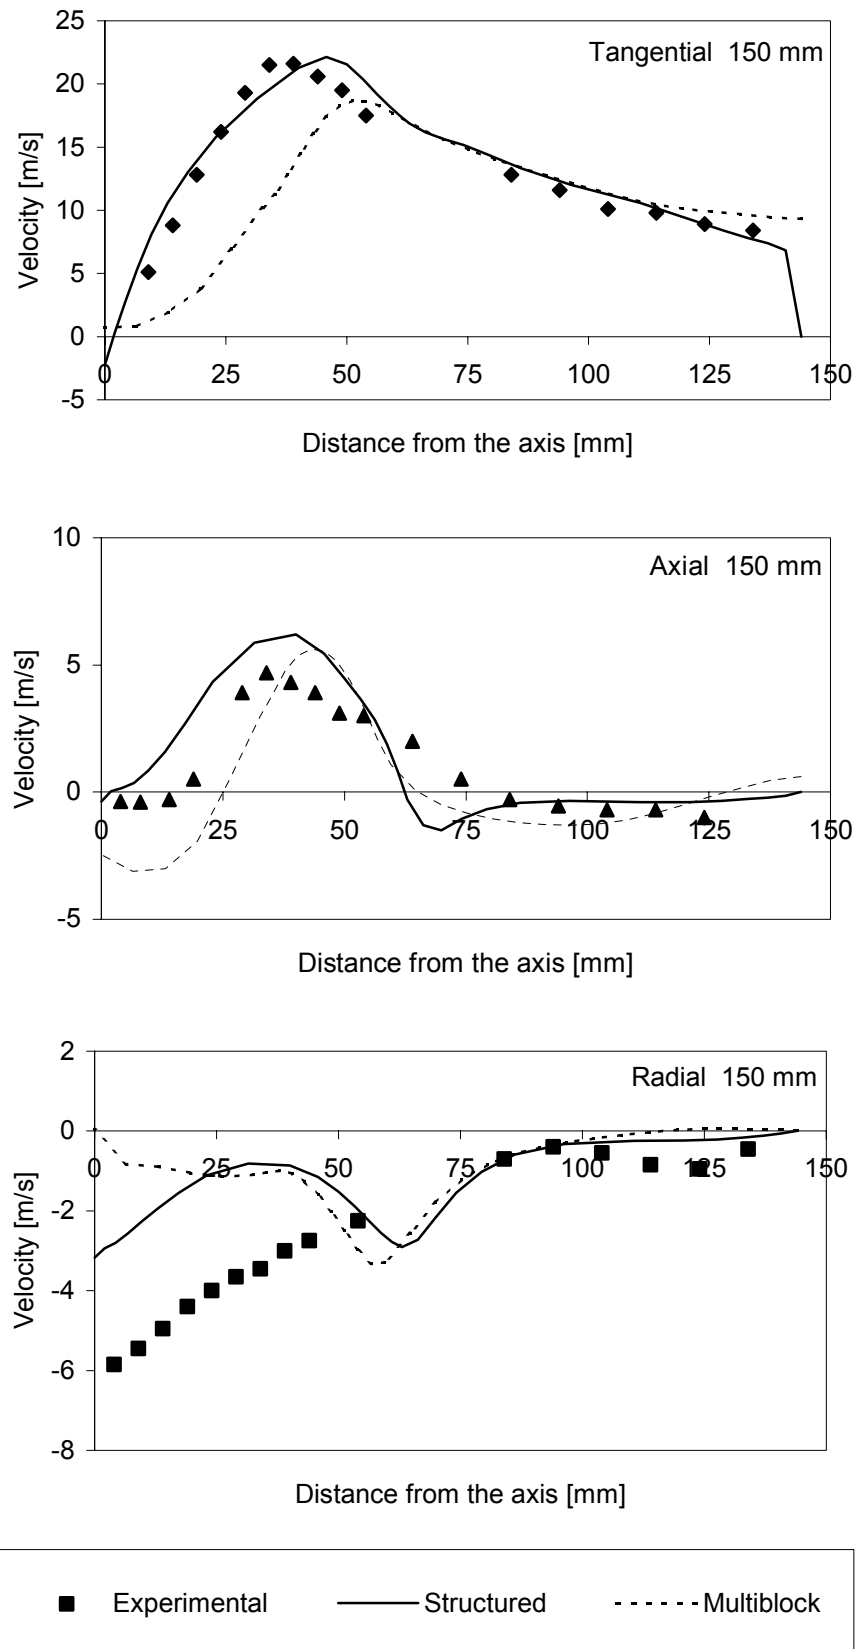 25
Tangential 150 mm
20
15
10
5
0
-5
0 25 50 75 100 125 150
Velocity [m/s]
Distance from the axis [mm]
10
Axial 150 mm
5
0
-5
0 25 50 75 100 125 150
Velocity [m/s]
Distance from the axis [mm]
2
Radial 150 mm
0
-2
-4
-6
-8
0 25 50 75 100 125 150
Velocity [m/s]
Distance from the axis [mm]
Experimental Structured Multiblock